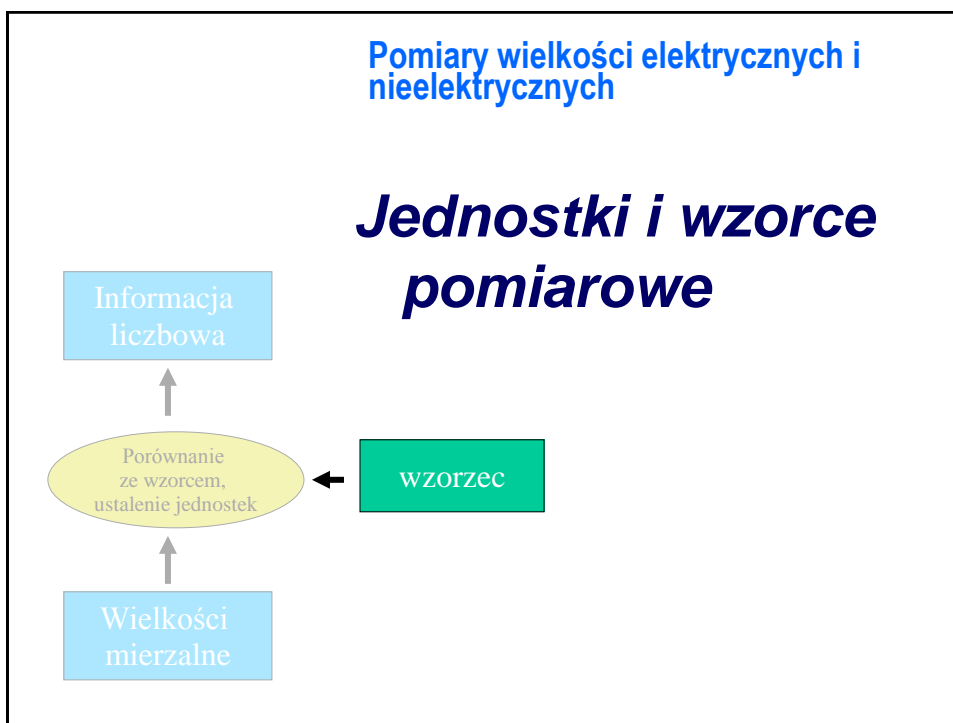 Pomiary wielkości elektrycznych i
nieelektrycznych
Jednostki i wzorce
pomiarowe
Informacja
liczbowa
Porównanie
ze wzorcem,
ustalenie jednostek
wzorzec
Wielkości
mierzalne